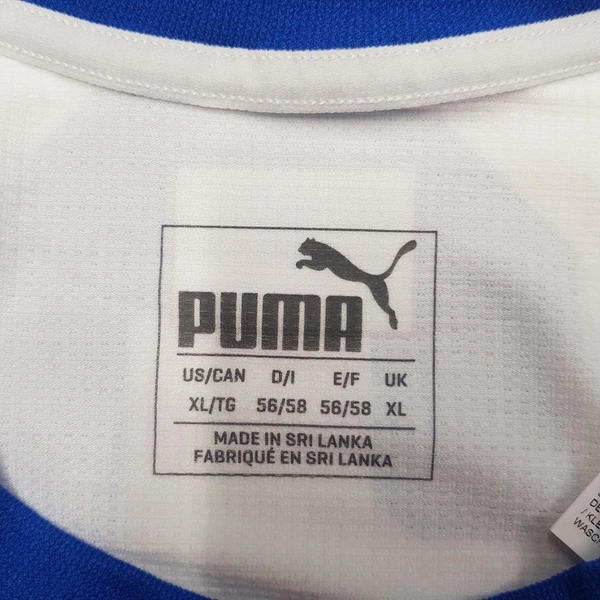 PUMA
US/CAN D/I E/F UK
XL/TG 56/58 56/58 XL
MADE IN SRI LANKA
FABRIQUÉ EN SRI LANKA